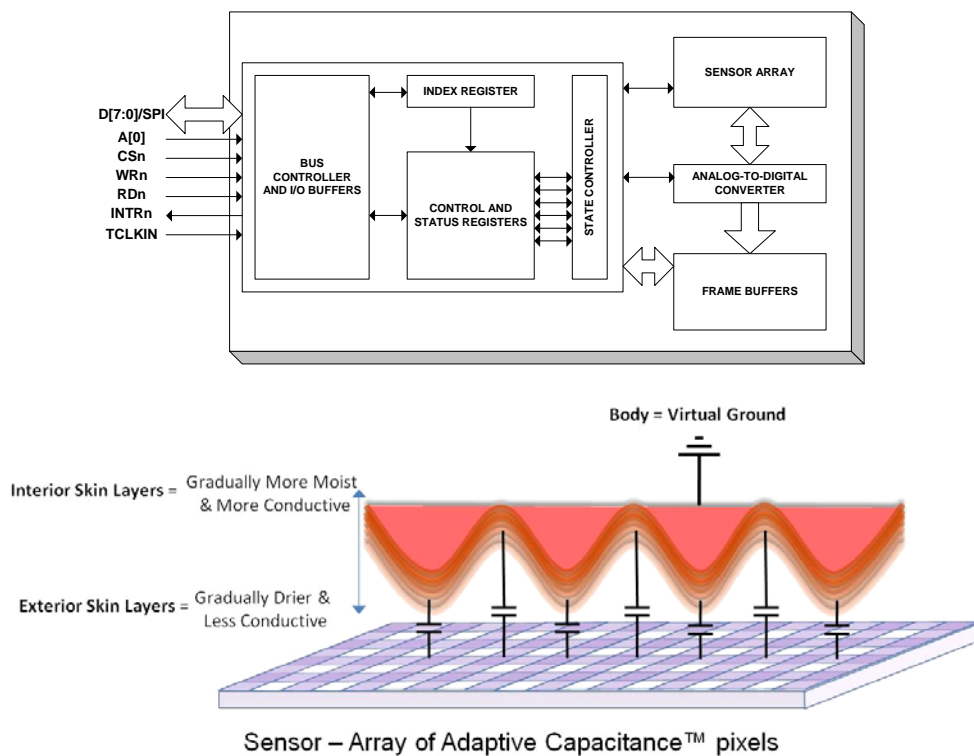 SENSOR ARRAY
INDEX REGISTER
D[7:0]/SPI
A[0]
CSn
WRn
RDn
INTRn
TCLKIN
BUS
CONTROLLER
AND I/O BUFFERS
CONTROL AND
STATUS REGISTERS
STATE CONTROLLER
ANALOG-TO-DIGITAL
CONVERTER
FRAME BUFFERS
Body = Virtual Ground
Interior Skin Layers = Gradually More Moist
& More Conductive
Exterior Skin Layers = Gradually Drier &
Less Conductive
Sensor – Array of Adaptive Capacitance™ pixels